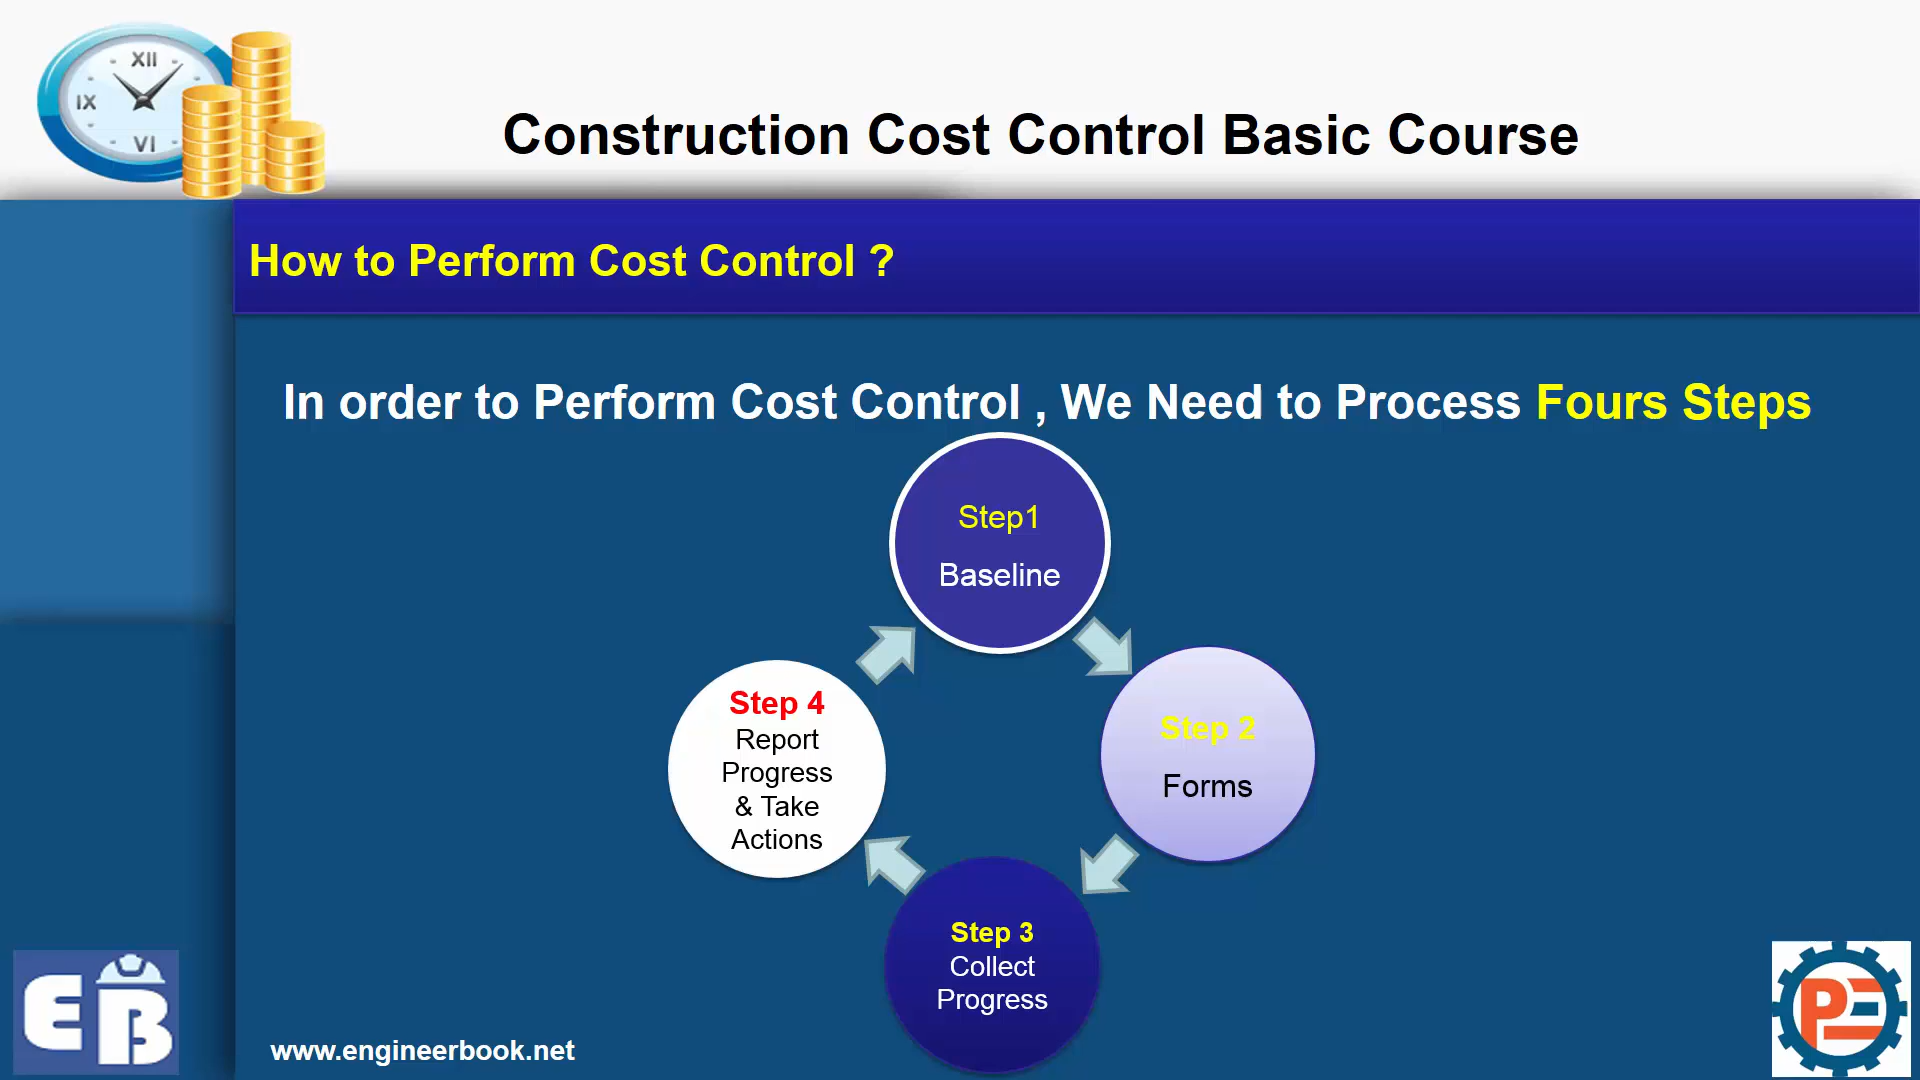 XII
IX
VI
Construction Cost Control Basic Course
How to Perform Cost Control ?
In order to Perform Cost Control , We Need to Process Fours Steps
Step1
Baseline
Step 2
Forms
Step 3
Collect
Progress
Step 4
Report
Progress
& Take
Actions
EB
www.engineerbook.net
PE